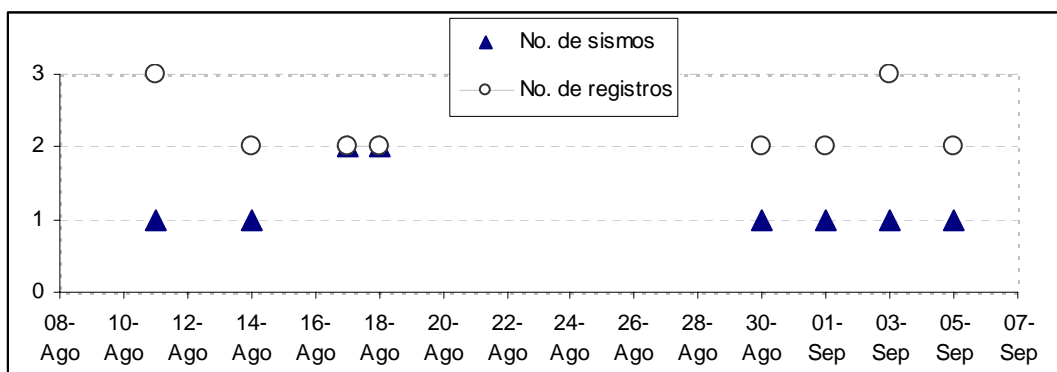 No. de sismos
No. de registros
3
2
1
0
08-Ago
10-Ago
12-Ago
14-Ago
16-Ago
18-Ago
20-Ago
22-Ago
24-Ago
26-Ago
28-Ago
30-Ago
01-Sep
03-Sep
05-Sep
07-Sep